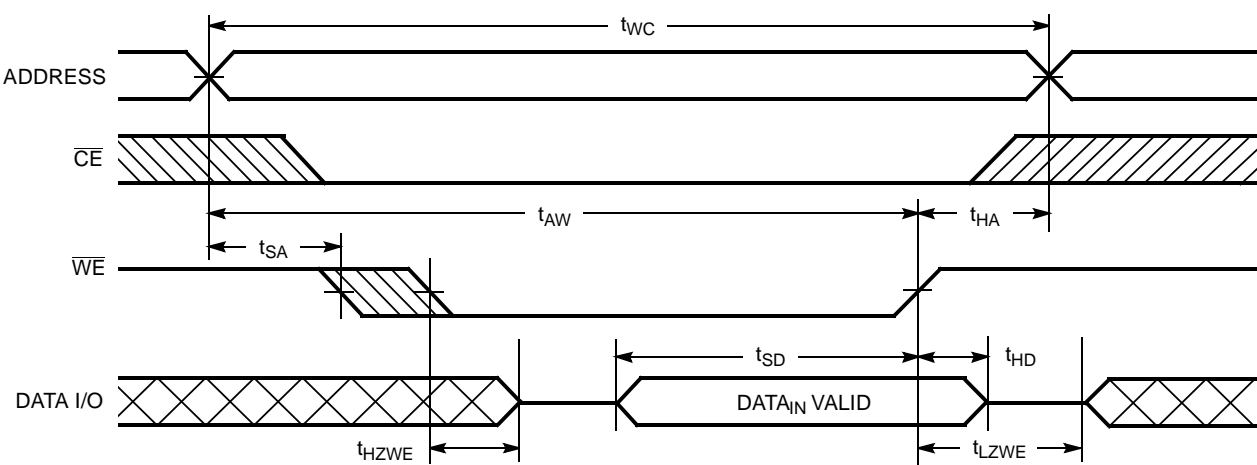 tWC
ADDRESS
CE
tAW
tHA
tSA
WE
tSD
tHD
DATA I/O
DATAIN VALID
tHZWE
tLZWE